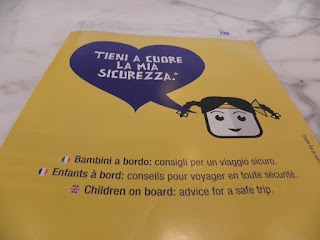 TIENI A CUORE
LA MIA
SICUREZZA.*
Bambini a bordo: consigli per un viaggio sicuro.
Enfants à bord: conseils pour voyager en toute sécurité.
Children on board: advice for a safe trip.